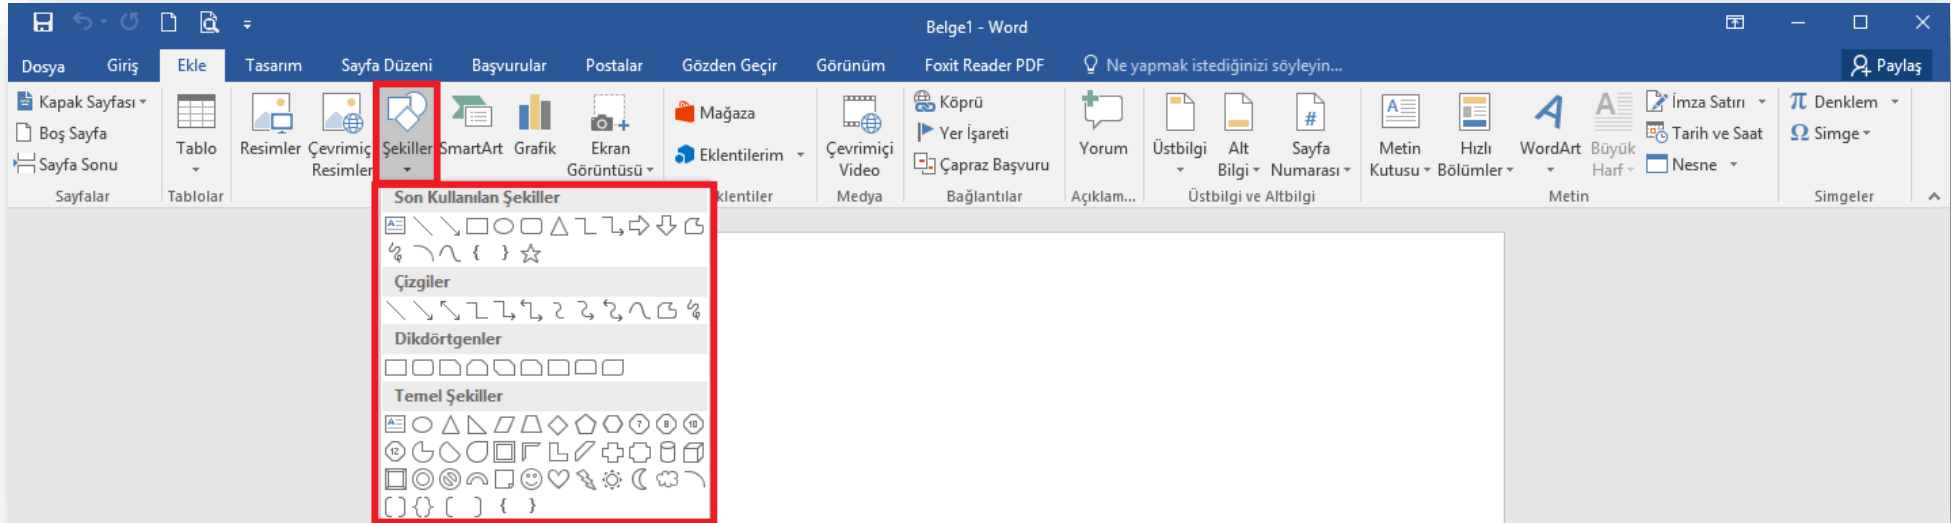 Belge1 - Word
Dosya Giriş Ekle Tasarım Sayfa Düzeni Başvurular Postalar Gözden Geçir Görünüm Foxit Reader PDF Ne yapmak istediğinizi söyleyin... Paylaş
Kapak Sayfası
Boş Sayfa
Sayfa Sonu
Sayfalar
Tablo
Tablolar
Resimler
Çevrimiçi
Resimler
Şekiller
SmartArt
Grafik
Ekran
Görüntüsü
Mağaza
Eklentilerim
klentiler
Çevrimiçi
Video
Medya
Köprü
Yer İşareti
Çapraz Başvuru
Bağlantılar
Yorum
Açıklam...
Üstbilgi
Alt
Bilgi
Sayfa
Numarası
Üstbilgi ve Altbilgi
Metin
Kutusu
Hızlı
Bölümler
WordArt
Büyük
Harf
İmza Satırı
Tarih ve Saat
Nesne
Metin
π Denklem
Ω Simge
Simgeler
Son Kullanılan Şekiller
Çizgiler
Dikdörtgenler
Temel Şekiller
7 8 10
12